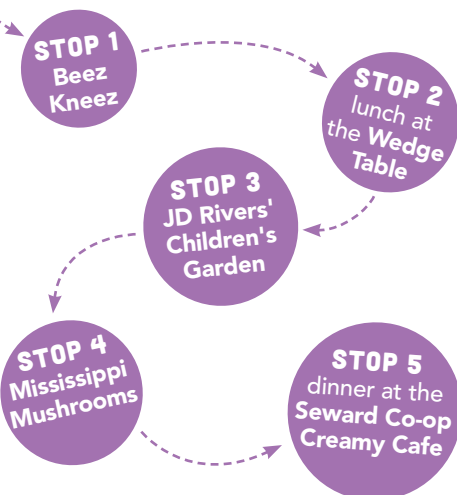 STOP 1
Beez
Kneez
STOP 2
lunch at
the Wedge
Table
STOP 3
JD Rivers'
Children's
Garden
STOP 4
Mississippi
Mushrooms
STOP 5
dinner at the
Seward Co-op
Creamy Cafe